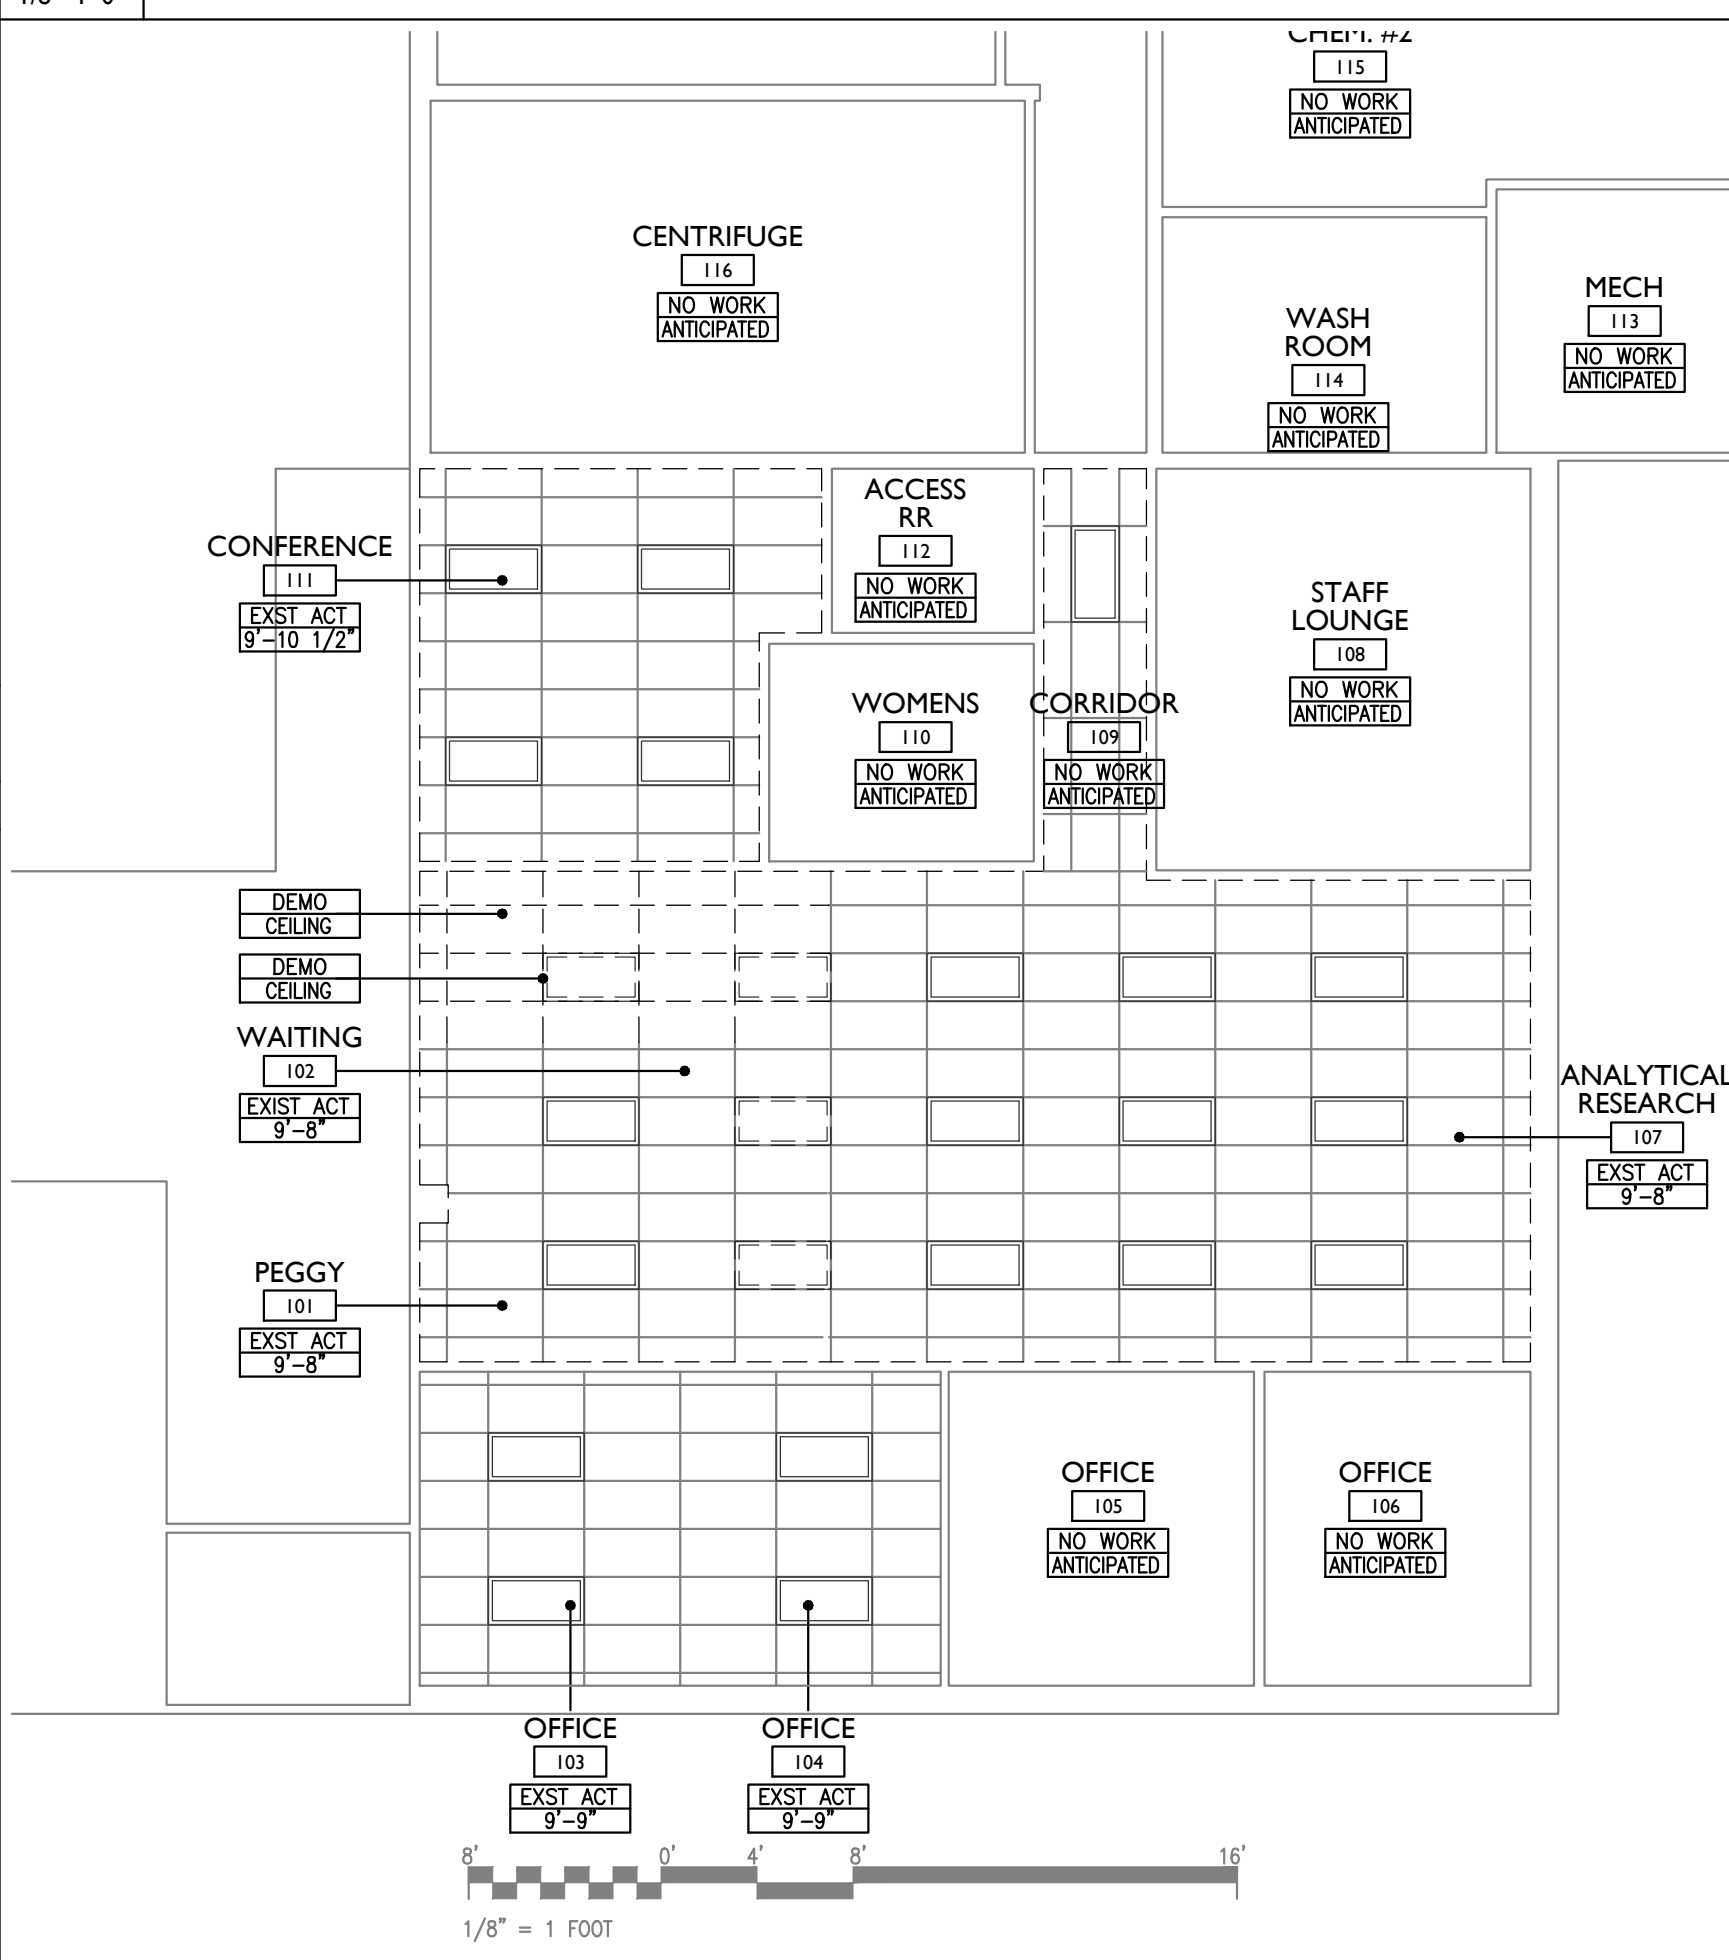 CHEM. #2
115
NO WORK
ANTICIPATED
CENTRIFUGE
116
NO WORK
ANTICIPATED
WASH
ROOM
114
NO WORK
ANTICIPATED
MECH
113
NO WORK
ANTICIPATED
CONFERENCE
111
EXST ACT
9'-10 1/2"
ACCESS
RR
112
NO WORK
ANTICIPATED
STAFF
LOUNGE
108
NO WORK
ANTICIPATED
WOMENS
110
NO WORK
ANTICIPATED
CORRIDOR
109
NO WORK
ANTICIPATED
DEMO
CEILING
DEMO
CEILING
WAITING
102
EXIST ACT
9'-8"
ANALYTICAL
RESEARCH
107
EXST ACT
9'-8"
PEGGY
101
EXST ACT
9'-8"
OFFICE
105
NO WORK
ANTICIPATED
OFFICE
106
NO WORK
ANTICIPATED
OFFICE
103
EXST ACT
9'-9"
OFFICE
104
EXST ACT
9'-9"
8' 0' 4' 8' 16'
1/8" = 1 FOOT